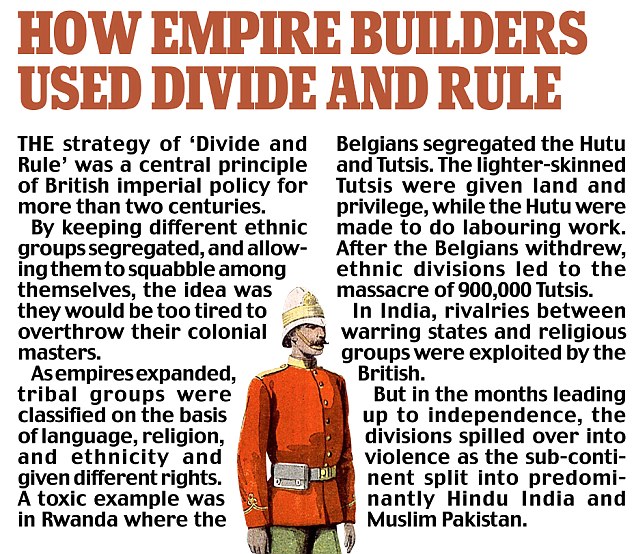 HOW EMPIRE BUILDERS
USED DIVIDE AND RULE
THE strategy of ‘Divide and
Rule’ was a central principle
of British imperial policy for
more than two centuries.
By keeping different ethnic
groups segregated, and allow-
ing them to squabble among
themselves, the idea was
they would be too tired to
overthrow their colonial
masters.
As empires expanded,
tribal groups were
classified on the basis
of language, religion,
and ethnicity and
given different rights.
A toxic example was
in Rwanda where the
Belgians segregated the Hutu
and Tutsis. The lighter-skinned
Tutsis were given land and
privilege, while the Hutu were
made to do labouring work.
After the Belgians withdrew,
ethnic divisions led to the
massacre of 900,000 Tutsis.
In India, rivalries between
warring states and religious
groups were exploited by the
British.
But in the months leading
up to independence, the
divisions spilled over into
violence as the sub-conti-
nent split into predomi-
nantly Hindu India and
Muslim Pakistan.